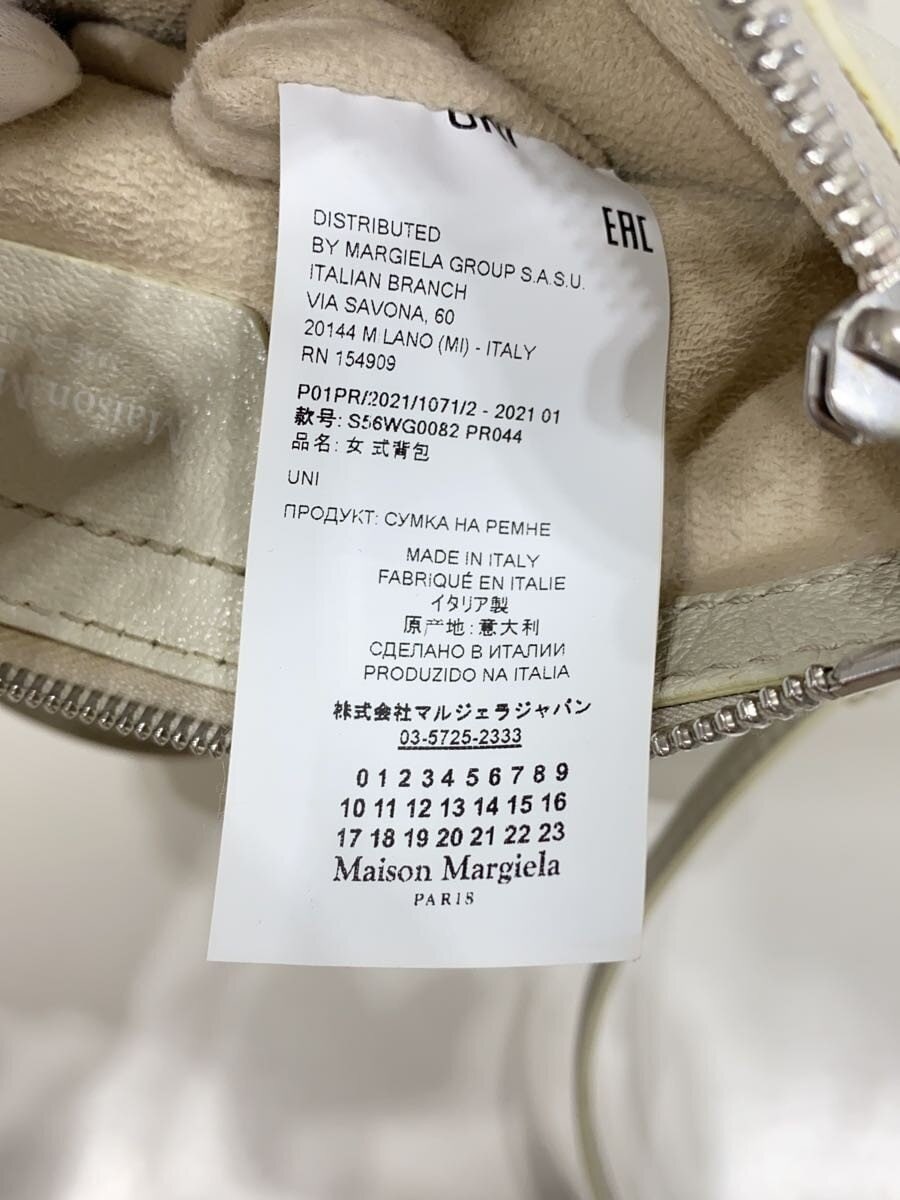 UNI
EAC
DISTRIBUTED
BY MARGIELA GROUP S.A.S.U.
ITALIAN BRANCH
VIA SAVONA, 60
20144 MILANO (MI) - ITALY
RN 154909
P01PR/2021/1071/2 - 2021 01
款号: S56WG0082 PR044
品名: 女式背包
UNI
ПРОДУКТ: СУМКА НА РЕМНЕ
MADE IN ITALY
FABRIQUÉ EN ITALIE
イタリア製
原产地: 意大利
СДЕЛАНО В ИТАЛИИ
PRODUZIDO NA ITALIA
株式会社マルジェラジャパン
03-5725-2333
0 1 2 3 4 5 6 7 8 9
10 11 12 13 14 15 16
17 18 19 20 21 22 23
Maison Margiela
PARIS
Maison M